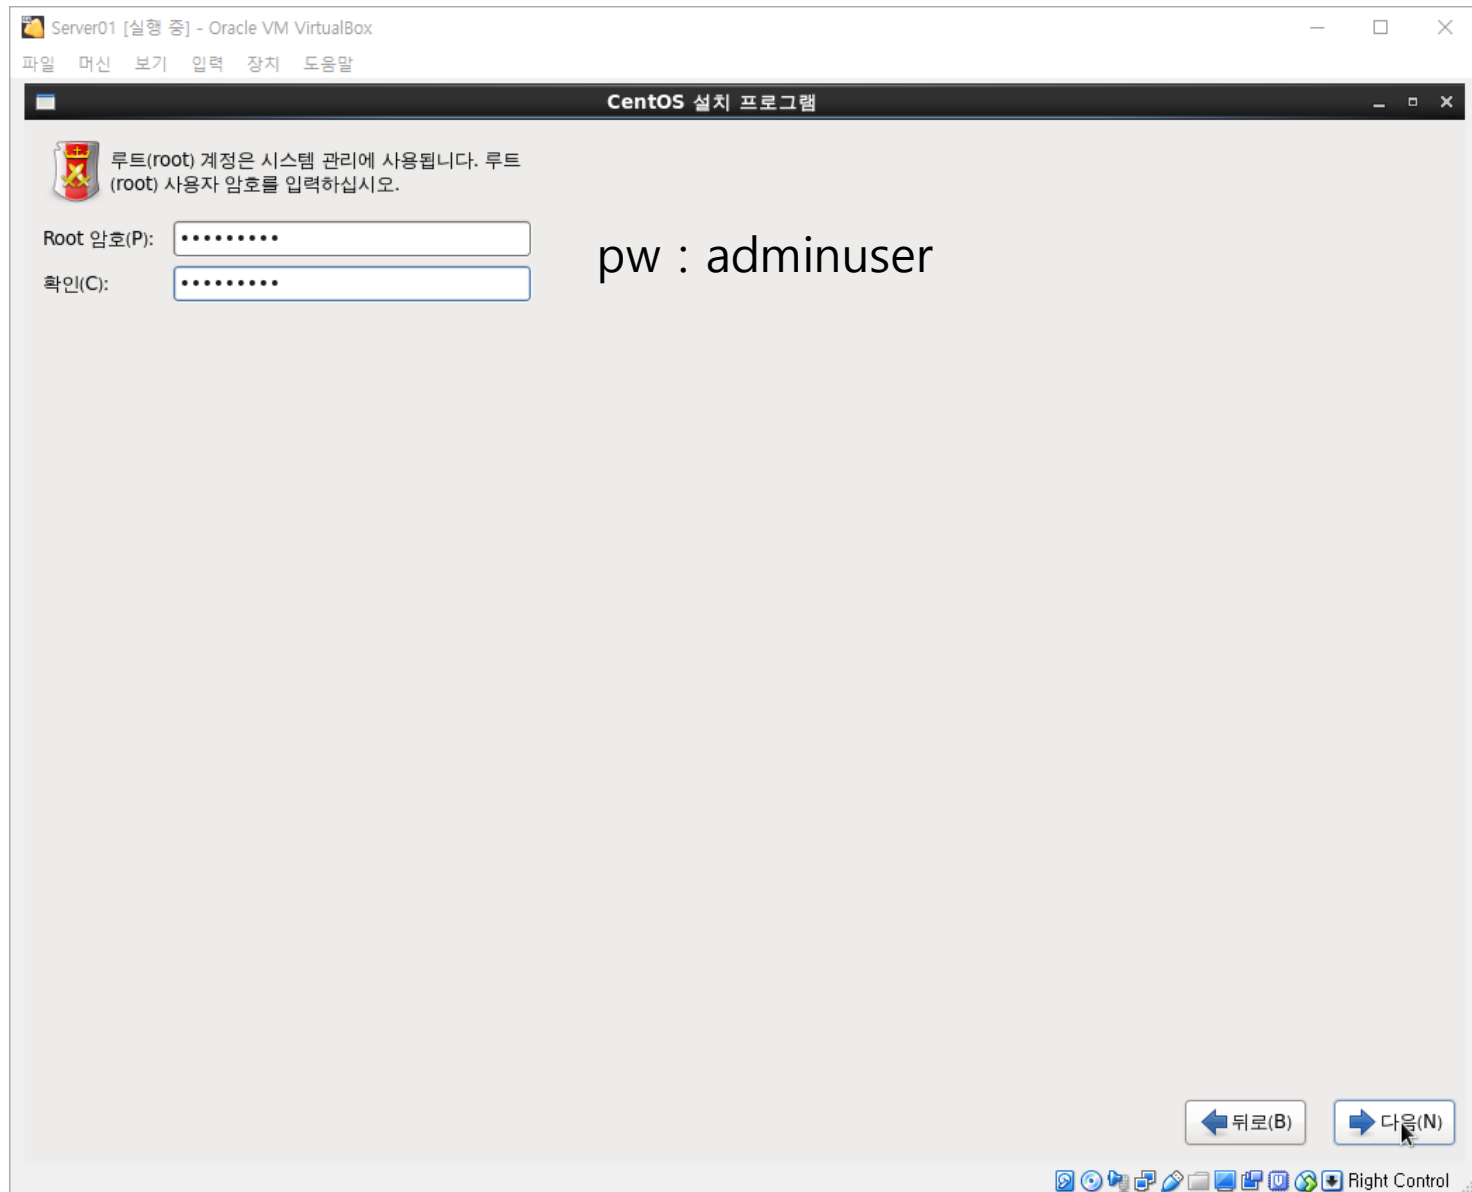 Server01 [실행 중] - Oracle VM VirtualBox
파일 머신 보기 입력 장치 도움말
CentOS 설치 프로그램
루트(root) 계정은 시스템 관리에 사용됩니다. 루트
(root) 사용자 암호를 입력하십시오.
Root 암호(P): •••••••••
확인(C): •••••••••
pw : adminuser
뒤로(B) 다음(N)
Right Control